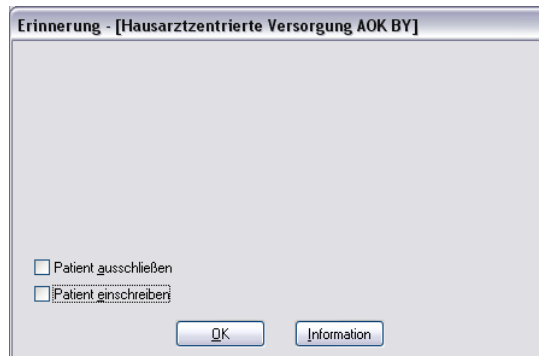 Erinnerung - [Hausarztzentrierte Versorgung AOK BY]
Patient ausschließen
Patient einschreiben
OK Information